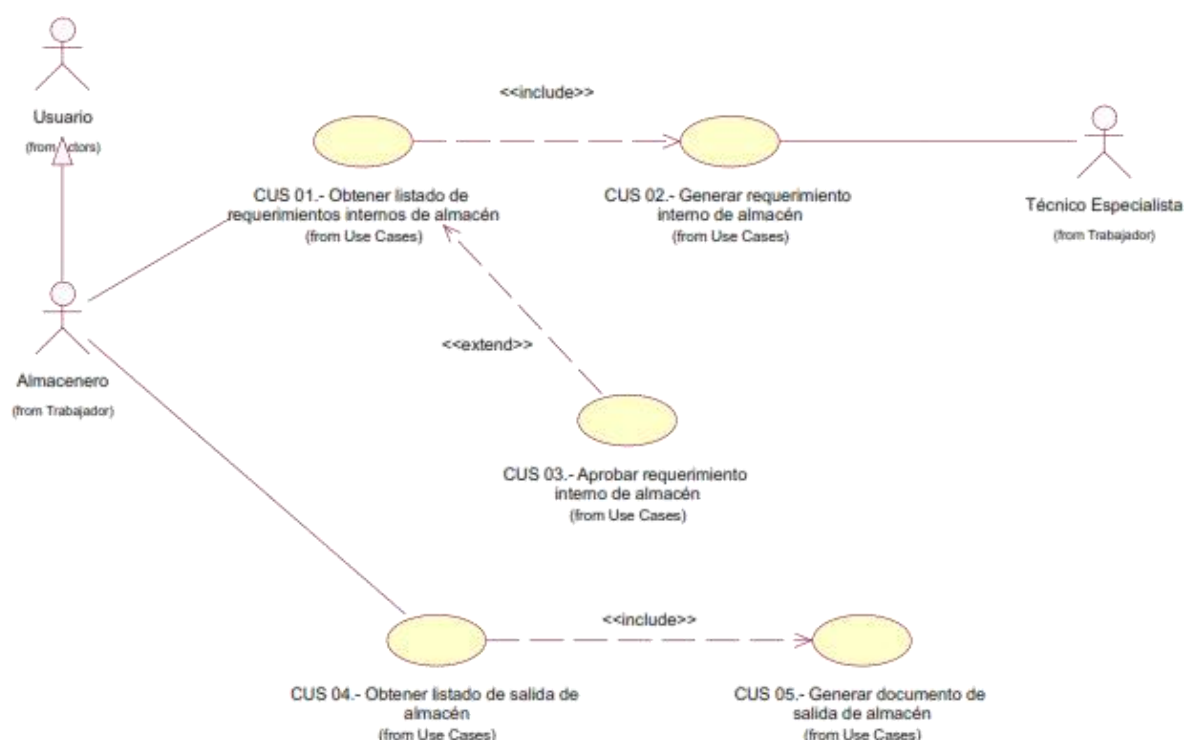 Usuario
(from Actors)
<<include>>
CUS 01.- Obtener listado de
requerimientos internos de almacén
(from Use Cases)
CUS 02.- Generar requerimiento
interno de almacén
(from Use Cases)
Técnico Especialista
(from Trabajador)
<<extend>>
Almacenero
(from Trabajador)
CUS 03.- Aprobar requerimiento
interno de almacén
(from Use Cases)
<<include>>
CUS 04.- Obtener listado de salida de
almacén
(from Use Cases)
CUS 05.- Generar documento de
salida de almacén
(from Use Cases)